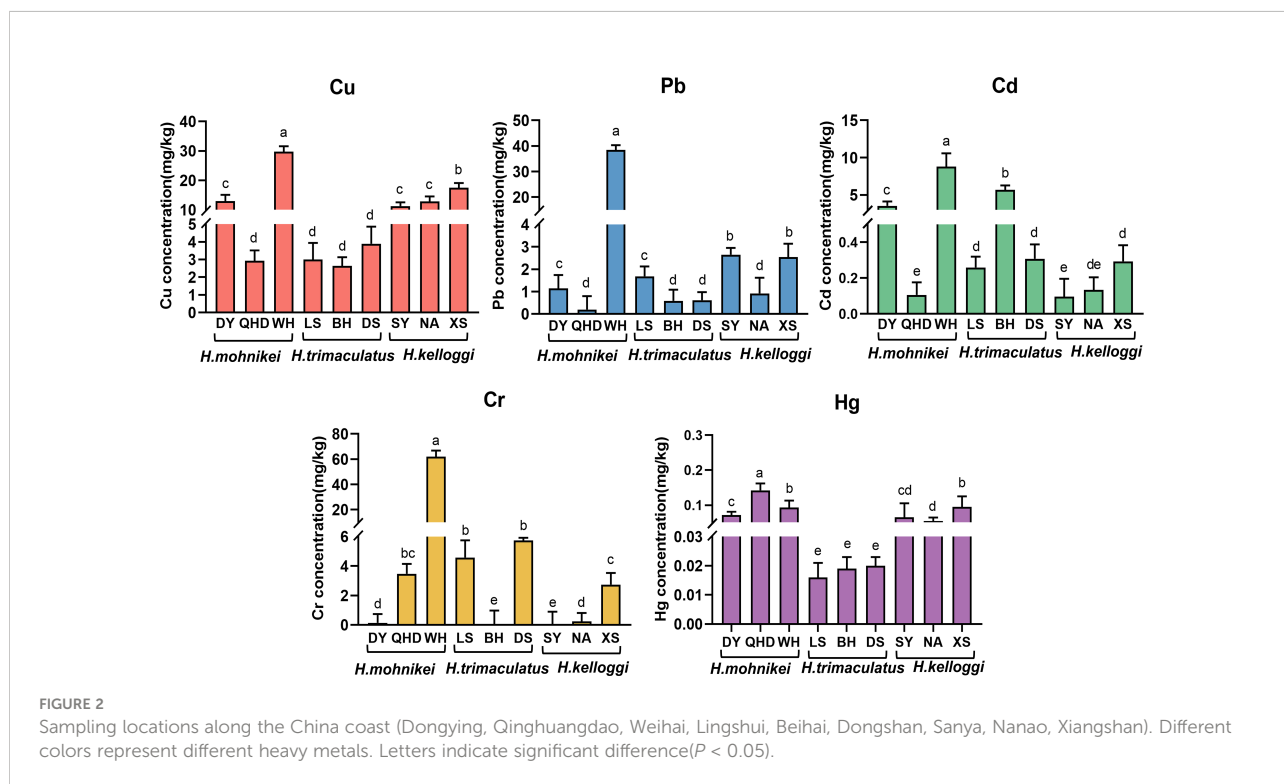 Cu
Cu concentration(mg/kg)
40
30
20
10
5
4
3
2
1
0
c
d
a
d
d
d
c
c
b
DY QHD WH LS BH DS SY NA XS
H.mohnikei H.trimaculatus H.kelloggi
Pb
Pb concentration(mg/kg)
50
40
30
20
4
3
2
1
0
c
d
a
c
d
d
b
d
b
DY QHD WH LS BH DS SY NA XS
H.mohnikei H.trimaculatus H.kelloggi
Cd
Cd concentration(mg/kg)
15
10
5
0.4
0.2
0.0
c
e
a
d
b
d
e
de
d
DY QHD WH LS BH DS SY NA XS
H.mohnikei H.trimaculatus H.kelloggi
Cr
Cr concentration(mg/kg)
80
60
40
20
6
4
2
0
d
bc
a
b
e
b
e
d
c
DY QHD WH LS BH DS SY NA XS
H.mohnikei H.trimaculatus H.kelloggi
Hg
Hg concentration(mg/kg)
0.3
0.2
0.1
0.03
0.02
0.01
0.00
c
a
b
e
e
e
cd
d
b
DY QHD WH LS BH DS SY NA XS
H.mohnikei H.trimaculatus H.kelloggi
FIGURE 2
Sampling locations along the China coast (Dongying, Qinghuangdao, Weihai, Lingshui, Beihai, Dongshan, Sanya, Nanao, Xiangshan). Different
colors represent different heavy metals. Letters indicate significant difference(P < 0.05).